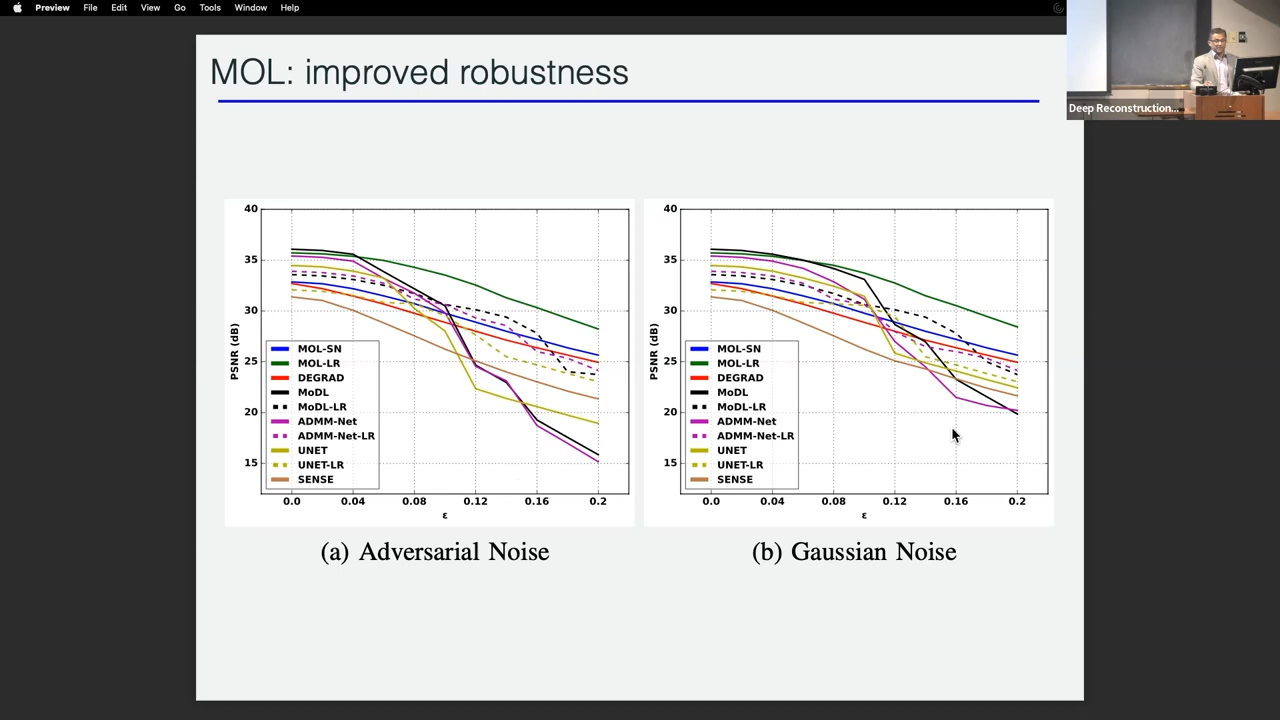 Preview File Edit View Go Tools Window Help
MOL: improved robustness
Deep Reconstruction...
40
35
30
25
20
15
PSNR (dB)
MOL-SN
MOL-LR
DEGRAD
MoDL
MoDL-LR
ADMM-Net
ADMM-Net-LR
UNET
UNET-LR
SENSE
0.0 0.04 0.08 0.12 0.16 0.2
ε
(a) Adversarial Noise
40
35
30
25
20
15
PSNR (dB)
MOL-SN
MOL-LR
DEGRAD
MoDL
MoDL-LR
ADMM-Net
ADMM-Net-LR
UNET
UNET-LR
SENSE
0.0 0.04 0.08 0.12 0.16 0.2
ε
(b) Gaussian Noise